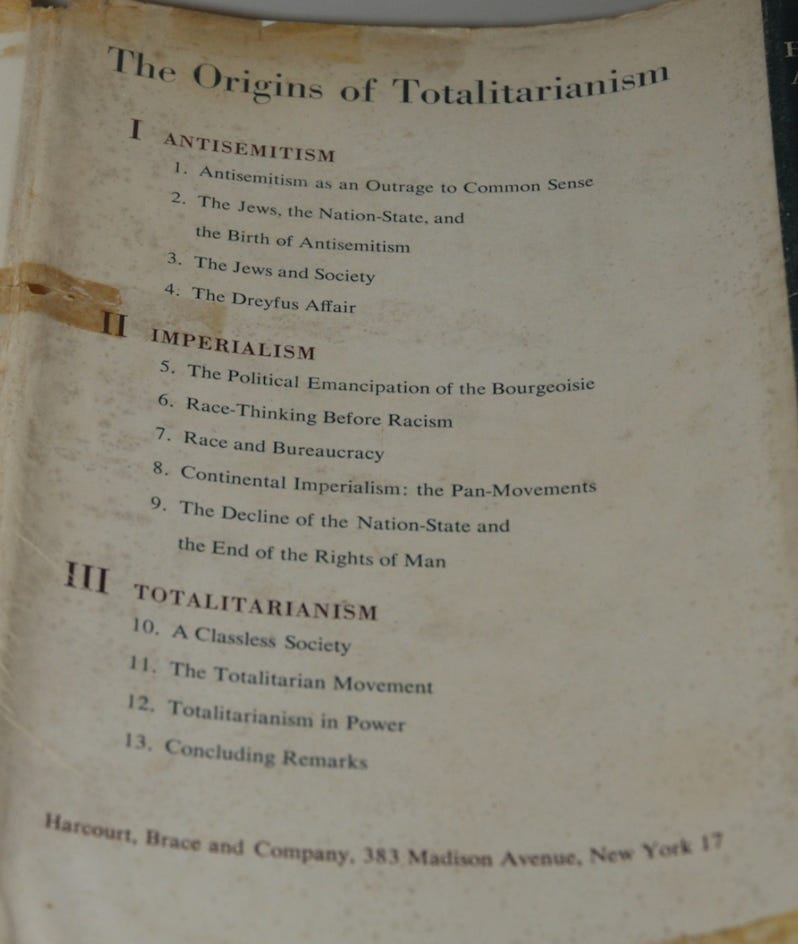 The Origins of Totalitarianism
I ANTISEMITISM
1. Antisemitism as an Outrage to Common Sense
2. The Jews, the Nation-State, and
the Birth of Antisemitism
3. The Jews and Society
4. The Dreyfus Affair
II IMPERIALISM
5. The Political Emancipation of the Bourgeoisie
6. Race-Thinking Before Racism
7. Race and Bureaucracy
8. Continental Imperialism: the Pan-Movements
9. The Decline of the Nation-State and
the End of the Rights of Man
III TOTALITARIANISM
10. A Classless Society
11. The Totalitarian Movement
12. Totalitarianism in Power
13. Concluding Remarks
Harcourt, Brace and Company, 383 Madison Avenue, New York 17